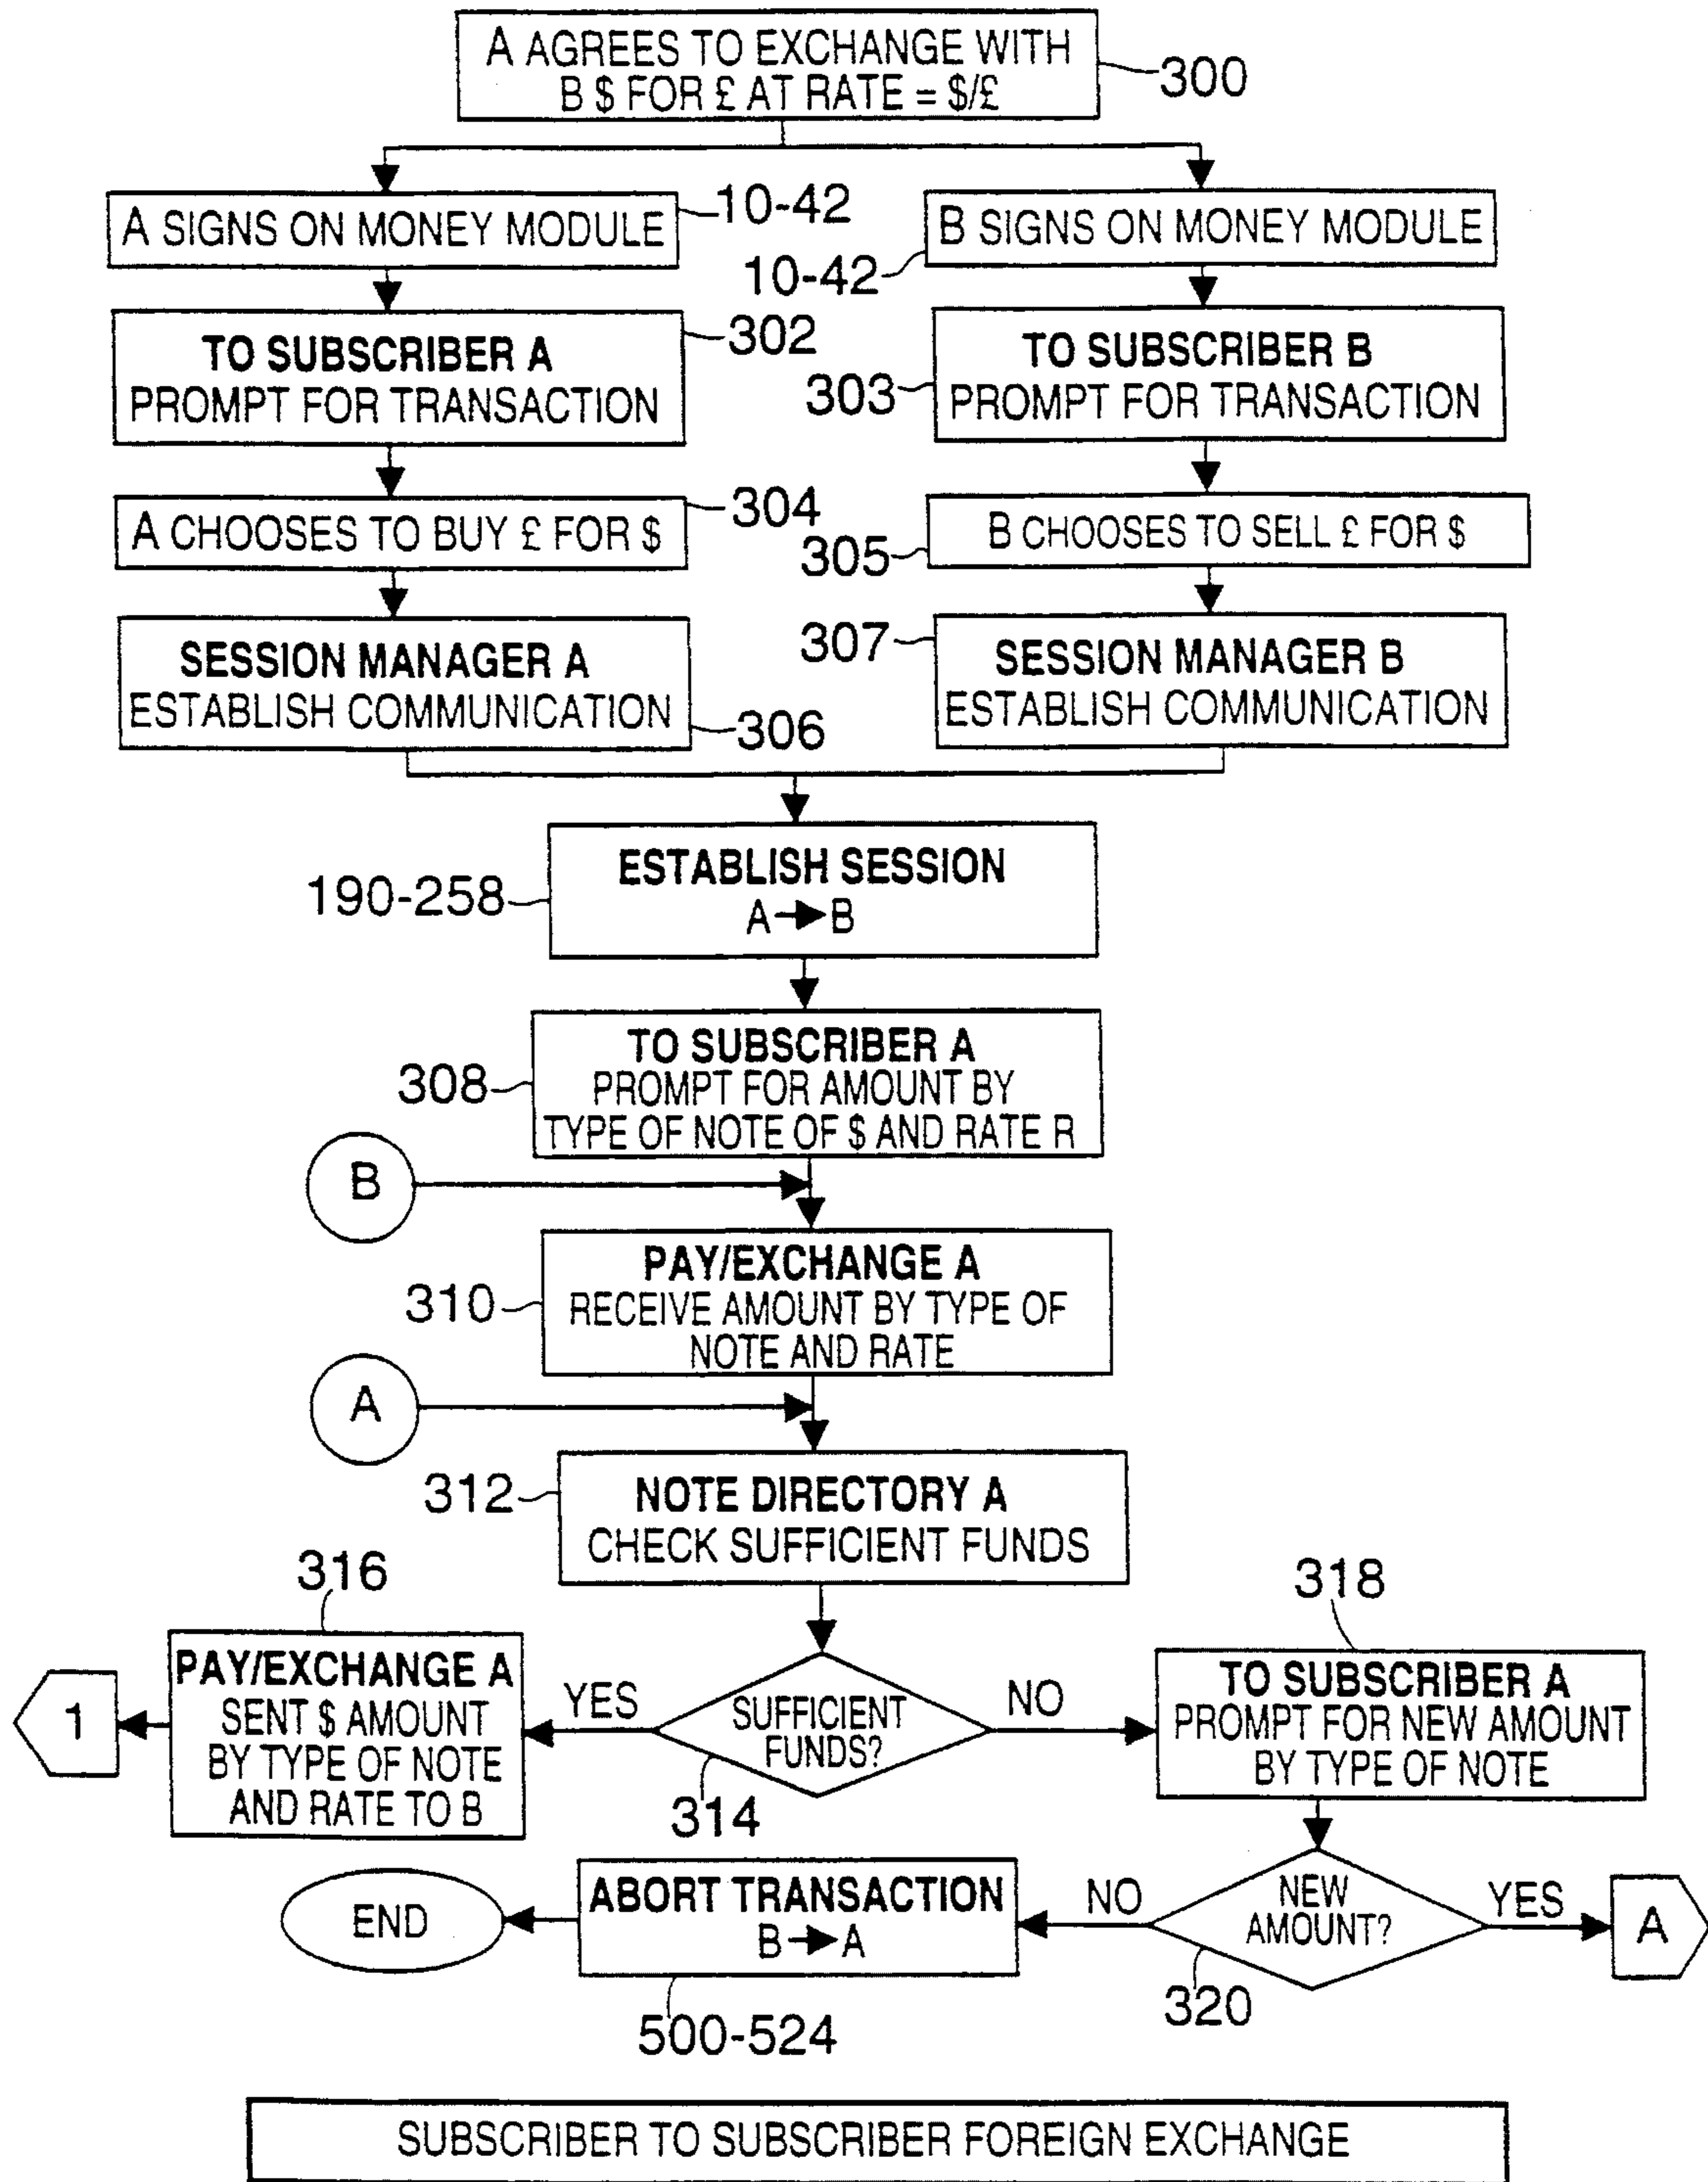 A AGREES TO EXCHANGE WITH
B $ FOR £ AT RATE = $/£
300
A SIGNS ON MONEY MODULE
10-42
B SIGNS ON MONEY MODULE
10-42
TO SUBSCRIBER A
PROMPT FOR TRANSACTION
302
TO SUBSCRIBER B
PROMPT FOR TRANSACTION
303
A CHOOSES TO BUY £ FOR $
304
B CHOOSES TO SELL £ FOR $
305
SESSION MANAGER A
ESTABLISH COMMUNICATION
306
SESSION MANAGER B
ESTABLISH COMMUNICATION
307
ESTABLISH SESSION
A→B
190-258
TO SUBSCRIBER A
PROMPT FOR AMOUNT BY
TYPE OF NOTE OF $ AND RATE R
308
B
PAY/EXCHANGE A
RECEIVE AMOUNT BY TYPE OF
NOTE AND RATE
310
A
NOTE DIRECTORY A
CHECK SUFFICIENT FUNDS
312
316
PAY/EXCHANGE A
SENT $ AMOUNT
BY TYPE OF NOTE
AND RATE TO B
1
YES
SUFFICIENT
FUNDS?
314
NO
318
TO SUBSCRIBER A
PROMPT FOR NEW AMOUNT
BY TYPE OF NOTE
END
ABORT TRANSACTION
B→A
500-524
NO
NEW
AMOUNT?
320
YES
A
SUBSCRIBER TO SUBSCRIBER FOREIGN EXCHANGE